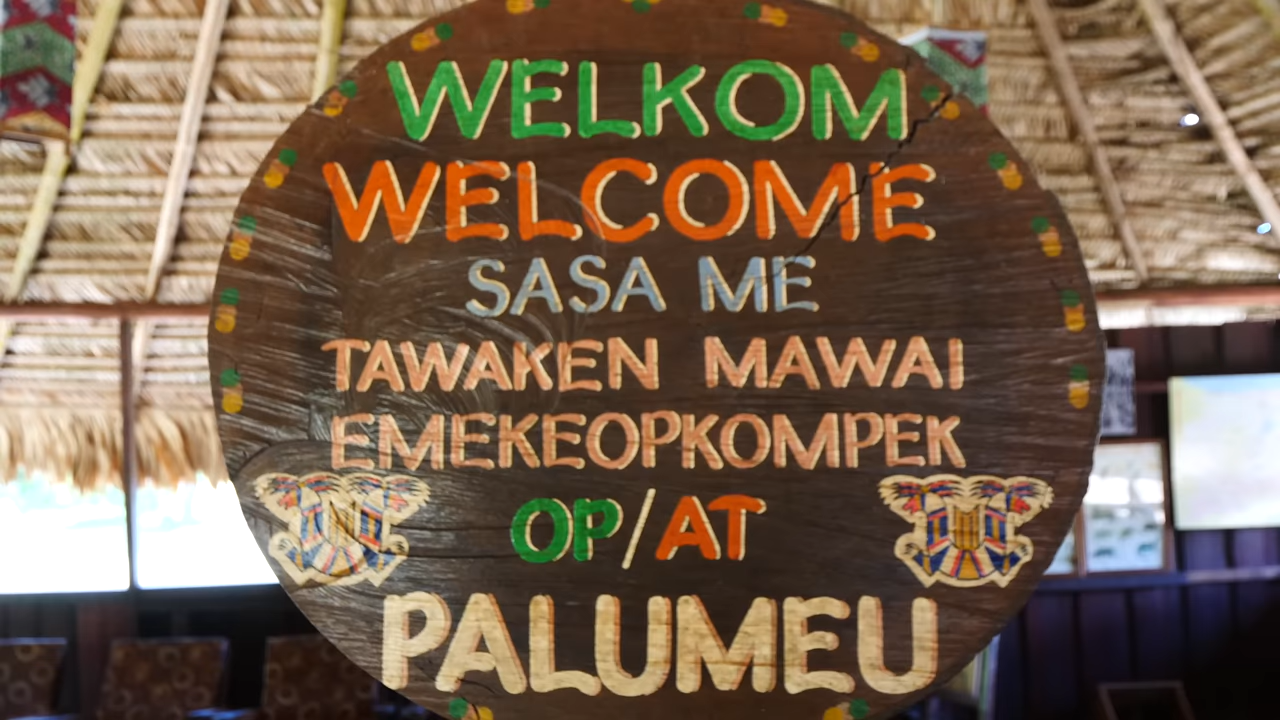 WELKOM
WELCOME
SASA ME
TAWAKEN MAWAI
EMEKEOPKOMPEK
OP/AT
PALUMEU